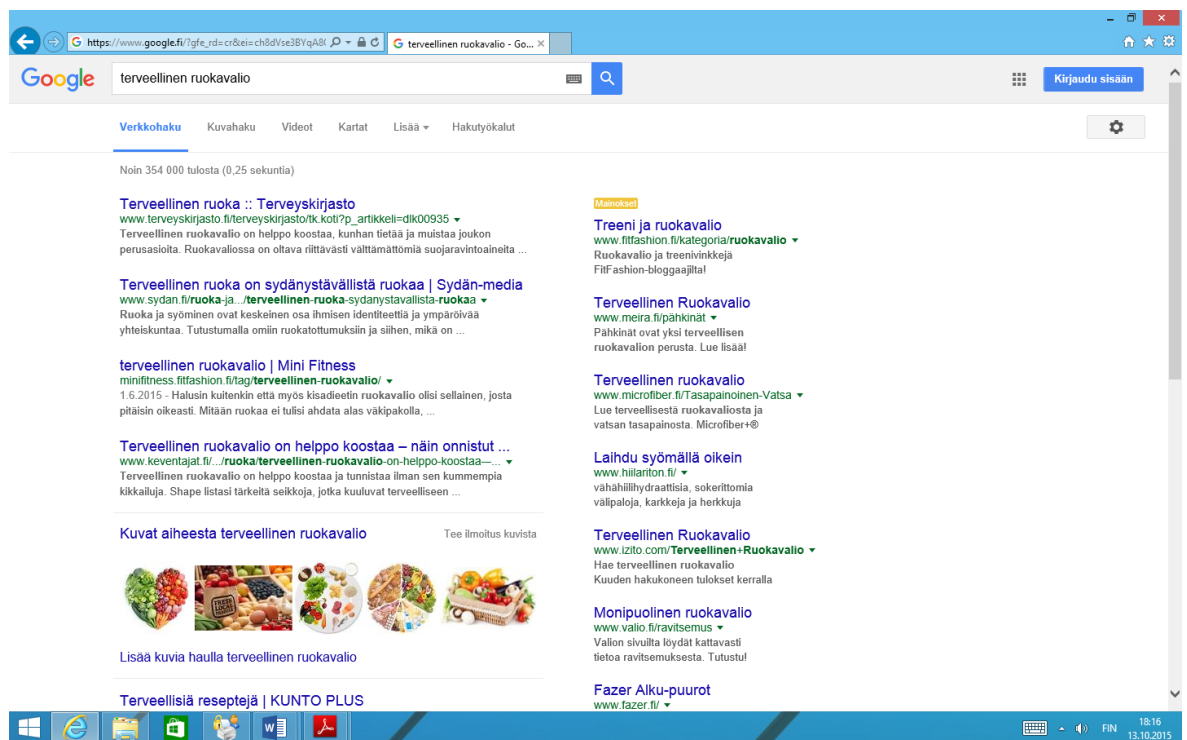 https://www.google.fi/?gfe_rd=cr&ei=ch8dVse3BYqA8(
terveellinen ruokavalio - Go...
Google
terveellinen ruokavalio
Kirjaudu sisään
Verkkohaku Kuvahaku Videot Kartat Lisää Hakutyökalut
Noin 354 000 tulosta (0,25 sekuntia)
Terveellinen ruoka :: Terveyskirjasto
www.terveyskirjasto.fi/terveyskirjasto/tk.koti?p_artikkeli=dlk00935
Terveellinen ruokavalio on helppo koostaa, kunhan tietää ja muistaa joukon
perusasioita. Ruokavaliossa on oltava riittävästi välttämättömiä suojaravintoaineita ...
Terveellinen ruoka on sydänystävällistä ruokaa | Sydän-media
www.sydan.fi/ruoka-ja.../terveellinen-ruoka-sydanystavallista-ruokaa
Ruoka ja syöminen ovat keskeinen osa ihmisen identiteettiä ja ympäröivää
yhteiskuntaa. Tutustumalla omiin ruokatottumuksiin ja siihen, mikä on ...
terveellinen ruokavalio | Mini Fitness
minifitness.fitfashion.fi/tag/terveellinen-ruokavalio/
1.6.2015 - Halusin kuitenkin että myös kisadieetin ruokavalio olisi sellainen, josta
pitäisin oikeasti. Mitään ruokaa ei tulisi ahdata alas väkipakolla, ...
Terveellinen ruokavalio on helppo koostaa – näin onnistut ...
www.keventajat.fi/.../ruoka/terveellinen-ruokavalio-on-helppo-koostaa-–-...
Terveellinen ruokavalio on helppo koostaa ja tunnistaa ilman sen kummempia
kikkailuja. Shape listasi tärkeitä seikkoja, jotka kuuluvat terveelliseen ...
Kuvat aiheesta terveellinen ruokavalio
Tee ilmoitus kuvista
FRESH
LOCAL
Lisää kuvia haulla terveellinen ruokavalio
Terveellisiä reseptejä | KUNTO PLUS
Mainokset
Treeni ja ruokavalio
www.fitfashion.fi/kategoria/ruokavalio
Ruokavalio ja treenivinkkejä
FitFashion-bloggaajilta!
Terveellinen Ruokavalio
www.meira.fi/pähkinät
Pähkinät ovat yksi terveellisen
ruokavalion perusta. Lue lisää!
Terveellinen ruokavalio
www.microfiber.fi/Tasapainoinen-Vatsa
Lue terveellisestä ruokavaliosta ja
vatsan tasapainosta. Microfiber+®
Laihdu syömällä oikein
www.hiilariton.fi/
vähähiilihydraattisia, sokerittomia
välipaloja, karkkeja ja herkkuja
Terveellinen Ruokavalio
www.izito.com/Terveellinen+Ruokavalio
Hae terveellinen ruokavalio
Kuuden hakukoneen tulokset kerralla
Monipuolinen ruokavalio
www.valio.fi/ravitsemus
Valion sivuilta löydät kattavasti
tietoa ravitsemuksesta. Tutustu!
Fazer Alku-puurot
www.fazer.fi/
FIN
18:16
13.10.2015